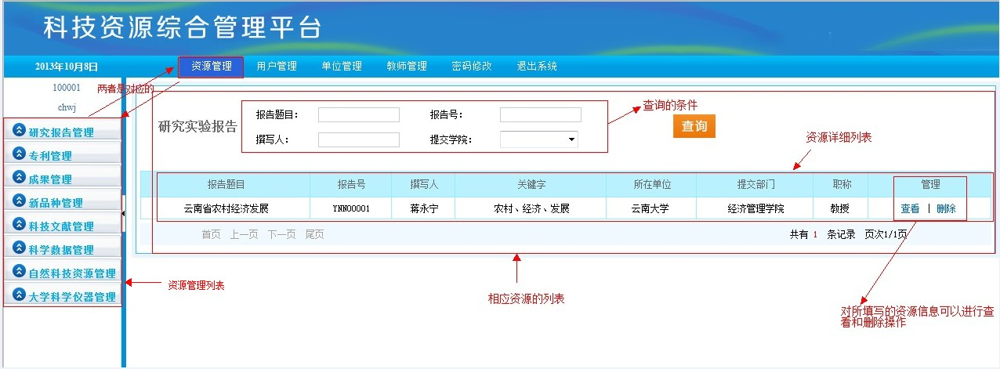 科技资源综合管理平台
2013年10月8日 资源管理 用户管理 单位管理 教师管理 密码修改 退出系统
100001
两者是对应的
chwj
研究报告管理
专利管理
成果管理
新品种管理
科技文献管理
科学数据管理
自然科技资源管理
大学科学仪器管理
资源管理列表
研究实验报告
报告题目: 报告号:
撰写人: 提交学院:
查询的条件
查询
资源详细列表
报告题目 报告号 撰写人 关键字 所在单位 提交部门 职称 管理
云南省农村经济发展 YNN00001 蒋永宁 农村、经济、发展 云南大学 经济管理学院 教授 查看 | 删除
首页 上一页 下一页 尾页 共有 1 条记录 页次1/1页
相应资源的列表
对所填写的资源信息可以进行查
看和删除操作